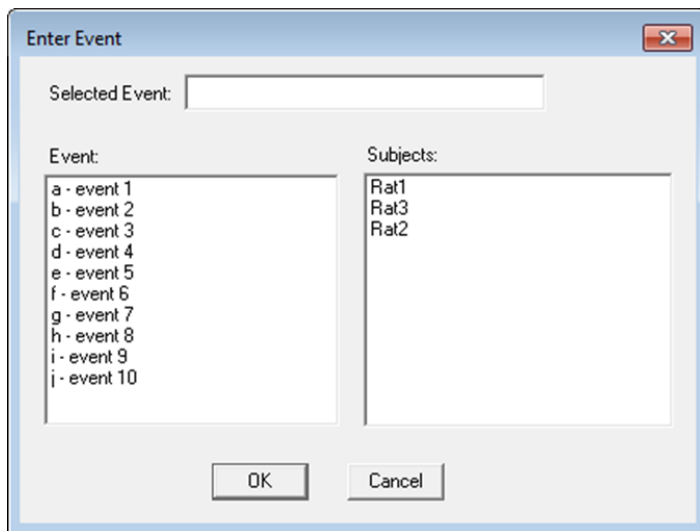 Enter Event
Selected Event:
Event:
a - event 1
b - event 2
c - event 3
d - event 4
e - event 5
f - event 6
g - event 7
h - event 8
i - event 9
j - event 10
Subjects:
Rat1
Rat3
Rat2
OK
Cancel